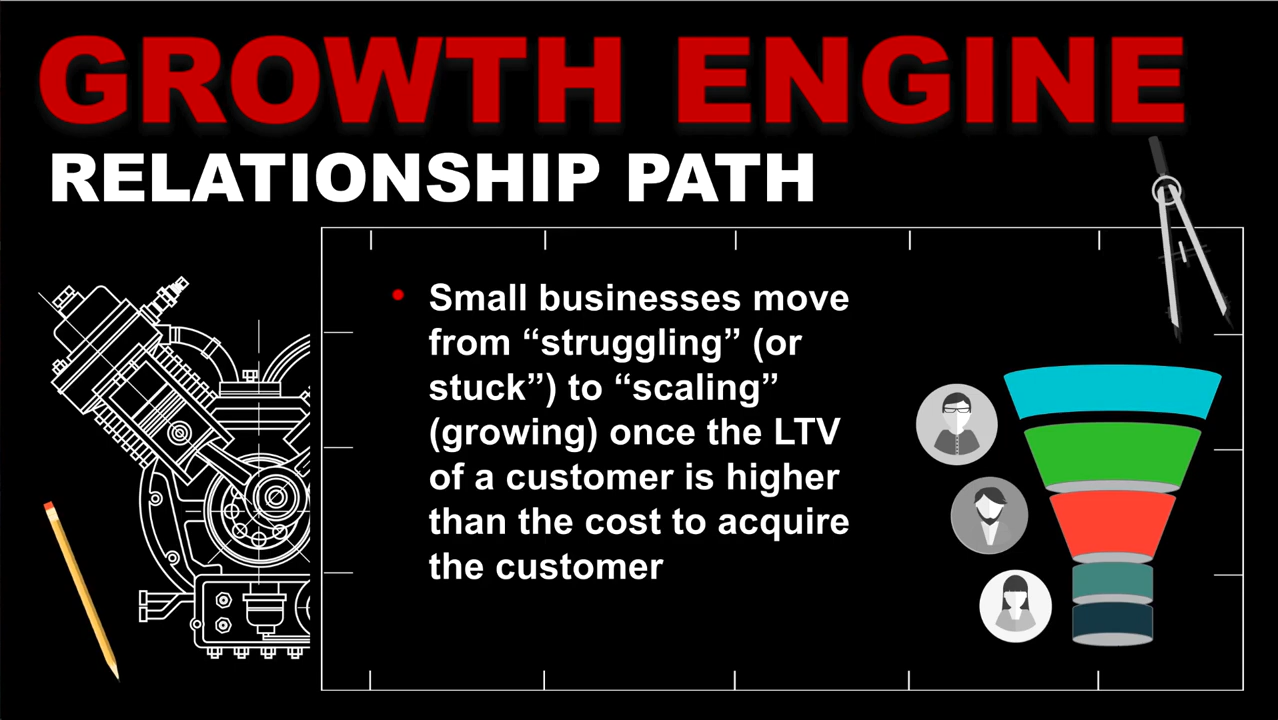 GROWTH ENGINE
RELATIONSHIP PATH
• Small businesses move
from “struggling” (or
stuck”) to “scaling”
(growing) once the LTV
of a customer is higher
than the cost to acquire
the customer